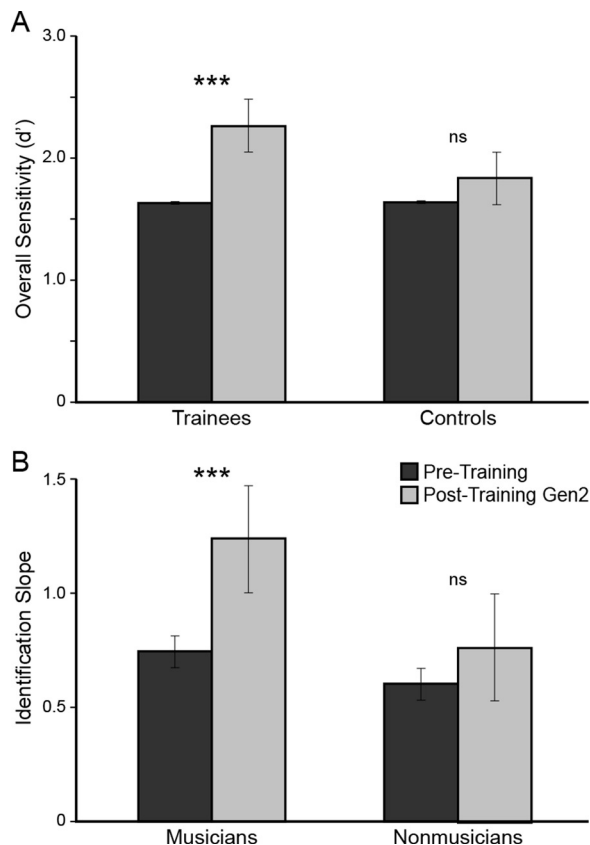 A
Overall Sensitivity (d')
3.0
2.0
1.0
0
***
ns
Trainees
Controls
B
Identification Slope
1.5
1.0
0.5
0
***
ns
Pre-Training
Post-Training Gen2
Musicians
Nonmusicians